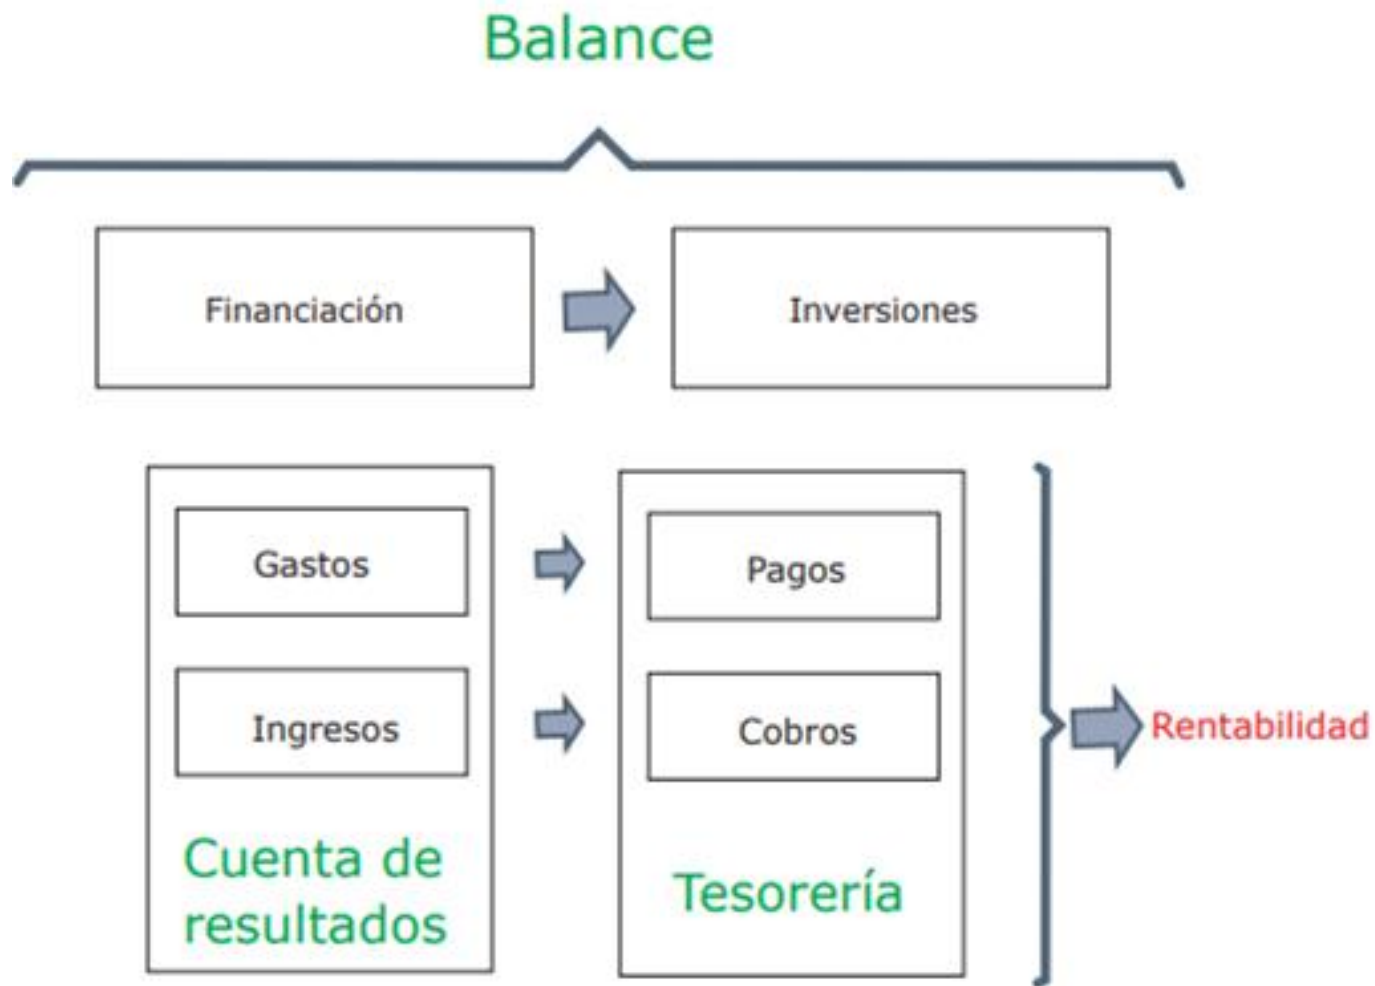 Balance
Financiación
Inversiones
Gastos
Pagos
Ingresos
Cobros
Rentabilidad
Cuenta de
resultados
Tesorería